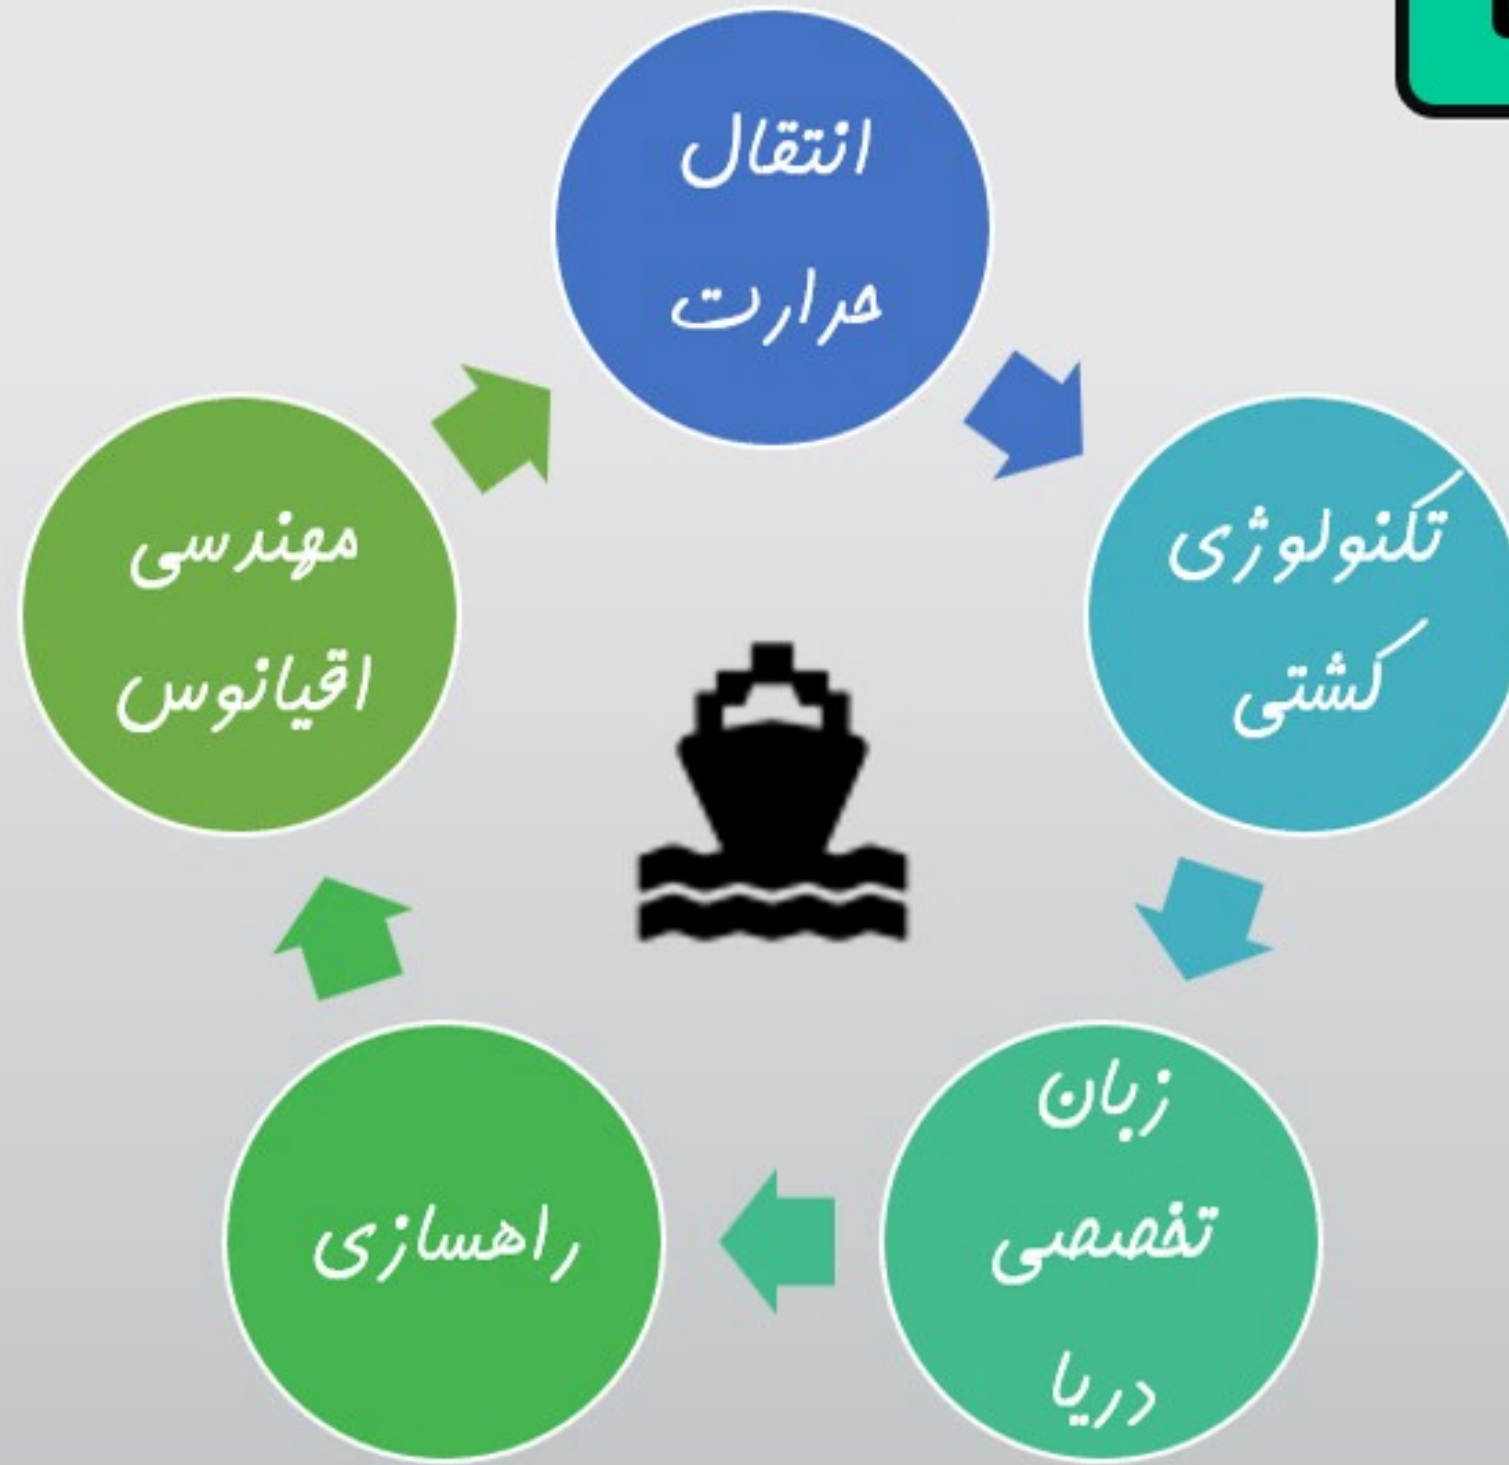 انتقال
حرارت
تکنولوژی
کشتی
زبان
تخصصی
دریا
راهسازی
مهندسی
اقیانوس